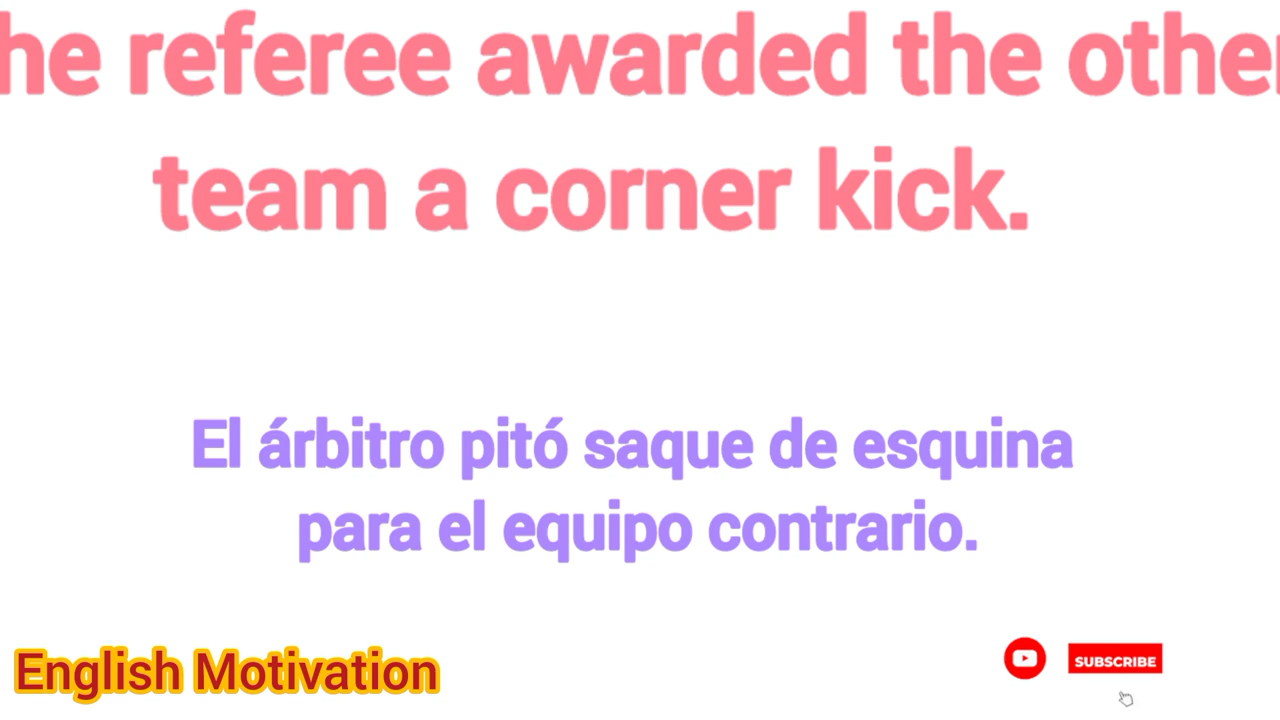 he referee awarded the other
team a corner kick.
El árbitro pitó saque de esquina
para el equipo contrario.
English Motivation
SUBSCRIBE